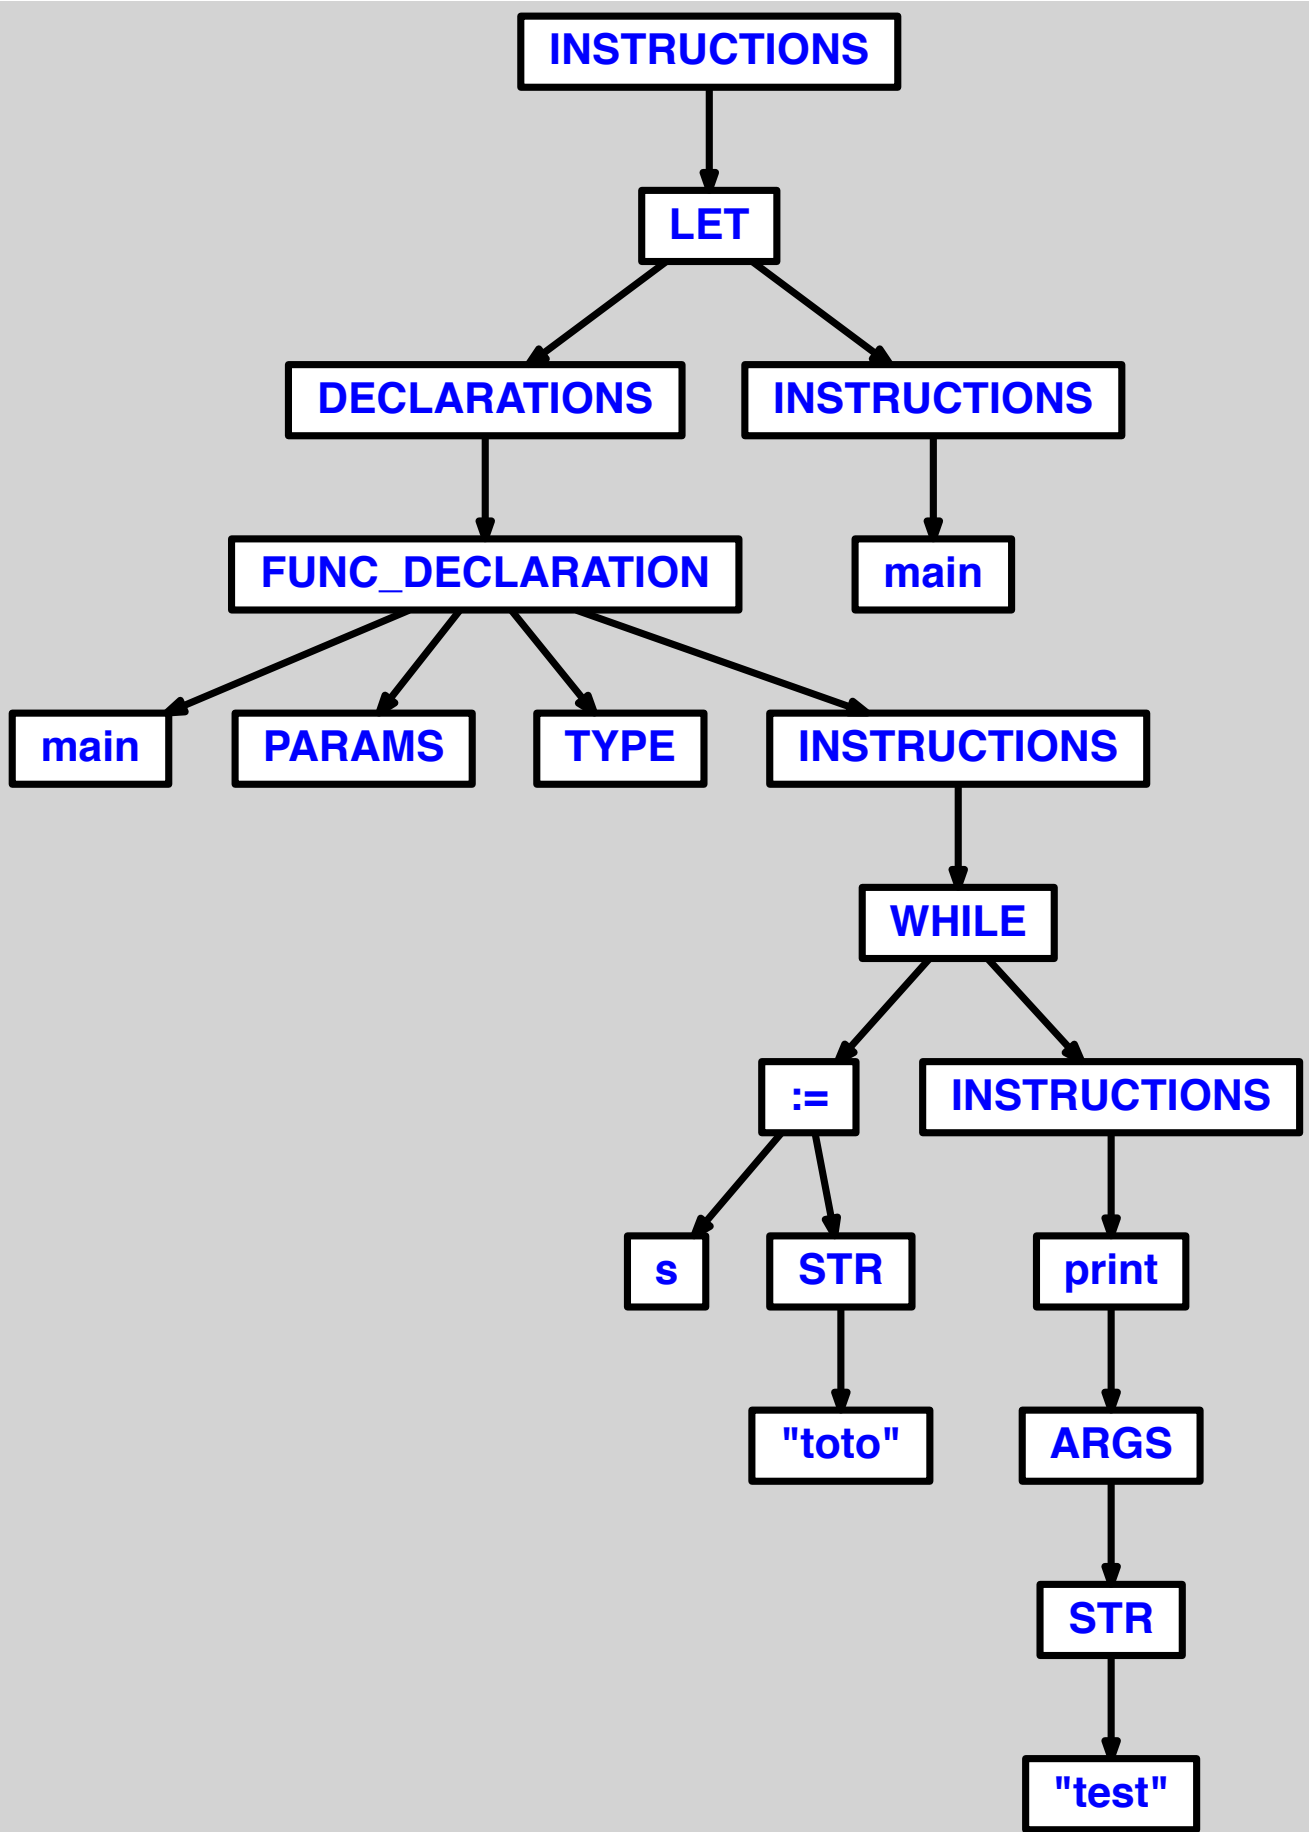 INSTRUCTIONS
LET
DECLARATIONS
INSTRUCTIONS
FUNC_DECLARATION
main
main
PARAMS
TYPE
INSTRUCTIONS
WHILE
:=
INSTRUCTIONS
s
STR
print
"toto"
ARGS
STR
"test"